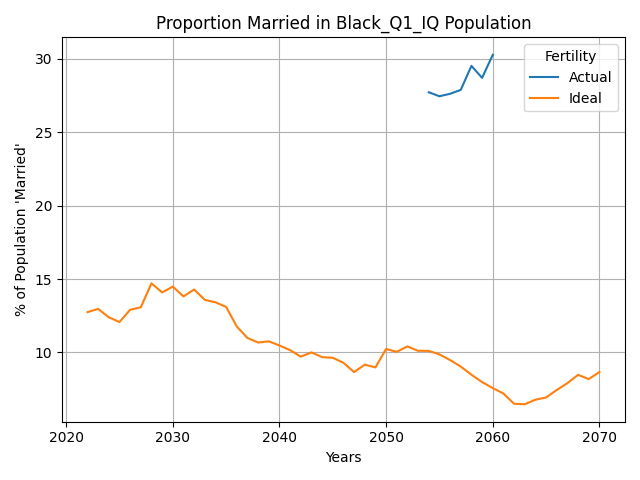 Proportion Married in Black_Q1_IQ Population
% of Population 'Married'
30
25
20
15
10
Fertility
Actual
Ideal
2020 2030 2040 2050 2060 2070
Years